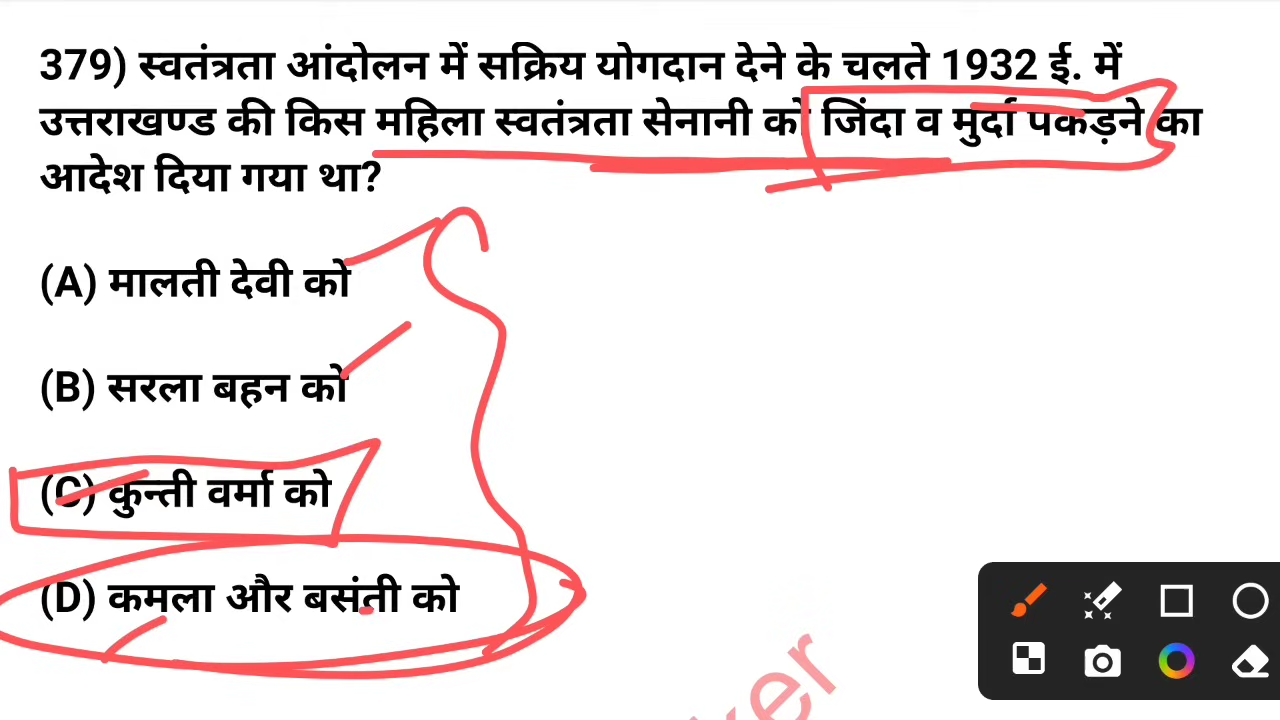 379) स्वतंत्रता आंदोलन में सक्रिय योगदान देने के चलते 1932 ई. में
उत्तराखण्ड की किस महिला स्वतंत्रता सेनानी को जिंदा व मुर्दा पकड़ने का
आदेश दिया गया था?
(A) मालती देवी को
(B) सरला बहन को
(C) कुन्ती वर्मा को
(D) कमला और बसंती को